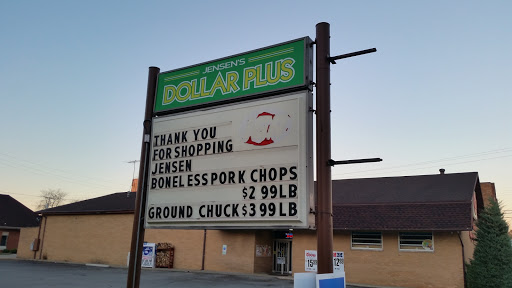 JENSEN'S
DOLLAR PLUS
THANK YOU
FOR SHOPPING
JENSEN
BONELESS PORK CHOPS
$2 99LB
GROUND CHUCK $3 99LB